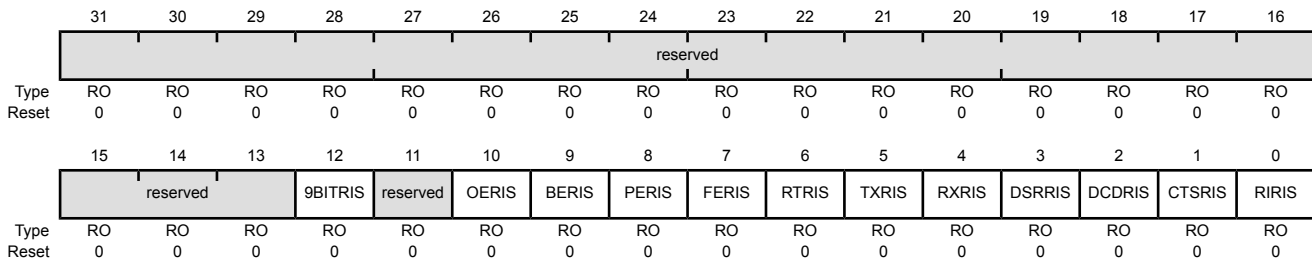 31 30 29 28 27 26 25 24 23 22 21 20 19 18 17 16
reserved
Type RO RO RO RO RO RO RO RO RO RO RO RO RO RO RO RO
Reset 0 0 0 0 0 0 0 0 0 0 0 0 0 0 0 0
15 14 13 12 11 10 9 8 7 6 5 4 3 2 1 0
reserved 9BITRIS reserved OERIS BERIS PERIS FERIS RTRIS TXRIS RXRIS DSRRIS DCDRIS CTSRIS RIRIS
Type RO RO RO RO RO RO RO RO RO RO RO RO RO RO RO RO
Reset 0 0 0 0 0 0 0 0 0 0 0 0 0 0 0 0